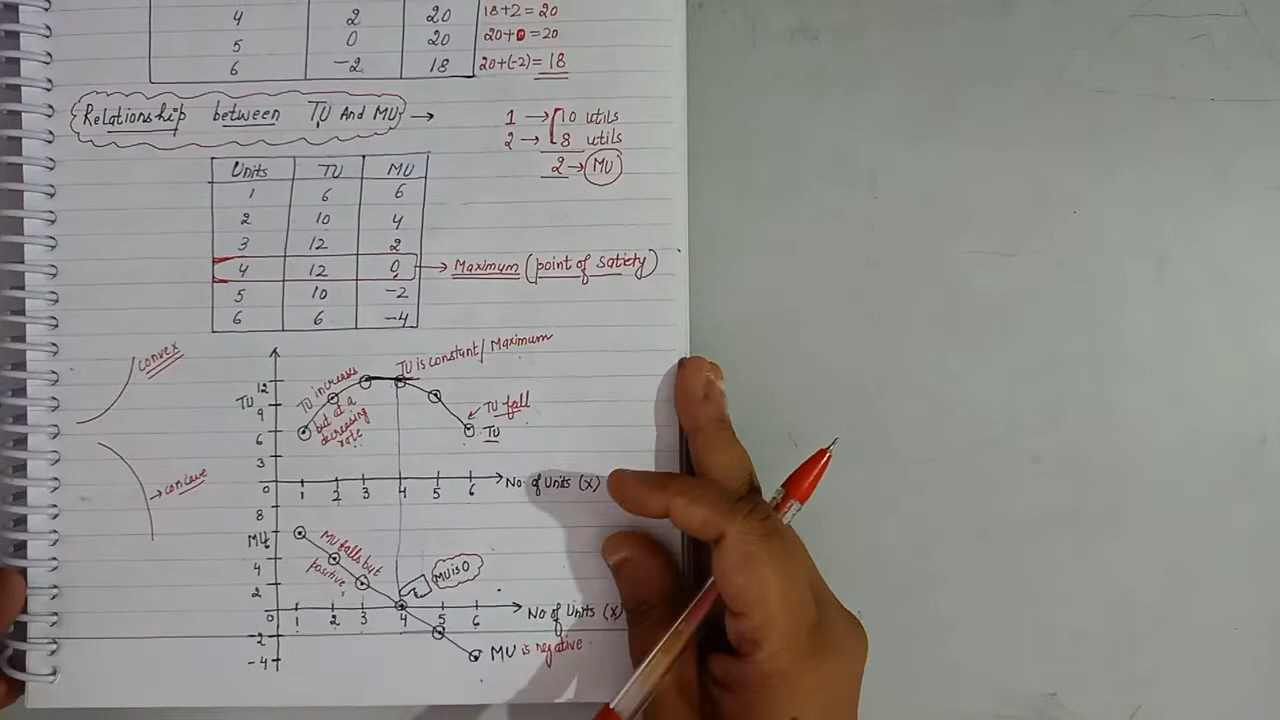 4 2 20 18+2=20
5 0 20 20+0=20
6 -2 18 20+(-2)=18
Relationship between TU And MU →
1 → 10 utils
2 → 8 utils
2 → MU
Units TU MU
1 6 6
2 10 4
3 12 2
4 12 0 → Maximum (point of satiety)
5 10 -2
6 6 -4
convex
concave
TU is constant/Maximum
TU increases
but at a
decreasing
rate
TU fall
TU
12
TU
9
6
3
0 1 2 3 4 5 6 No. of Units (X)
8
MU
6
4
2
MU falls but
positive
MU is 0
0 1 2 3 4 5 6 No of Units (X)
-2
-4
MU is negative